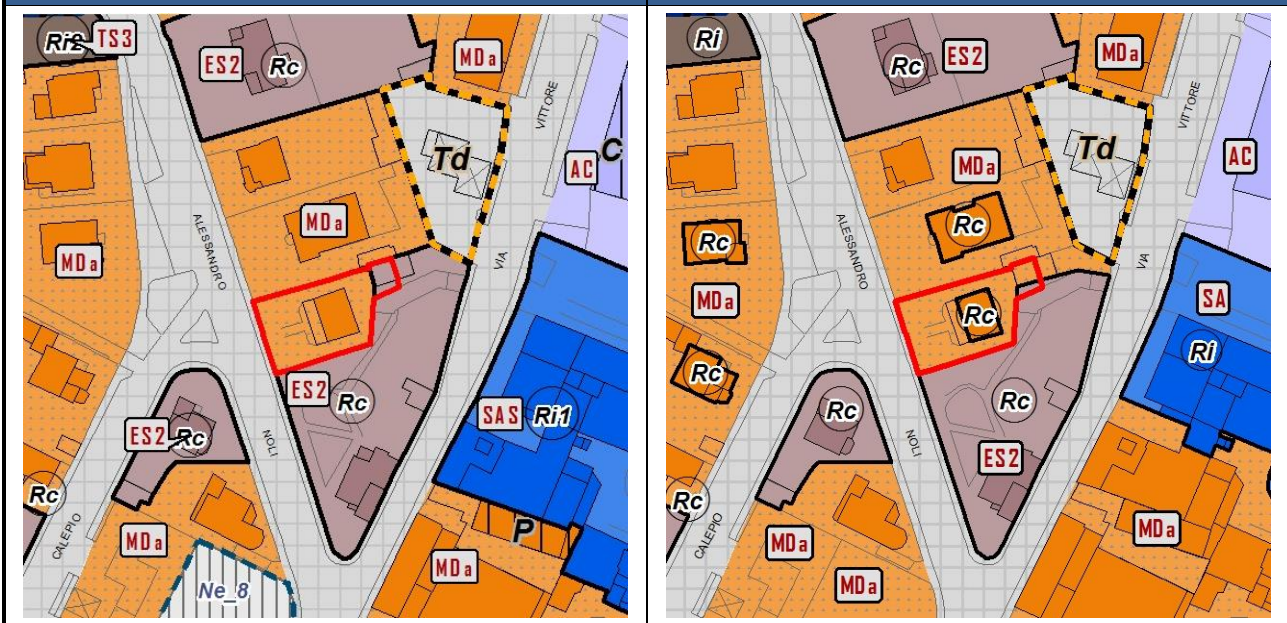 Ri2
TS3
ES2
Rc
MDa
VITTORE
Td
AC
C
MDa
ALESSANDRO
MDa
VIA
ES2
Rc
SAS
Ri1
ES2
Rc
NOLI
Rc
CALEPIO
MDa
P
MDa
Ne_8
Ri
Rc
ES2
MDa
VITTORE
Td
AC
MDa
ALESSANDRO
Rc
Rc
MDa
VIA
SA
Rc
Ri
Rc
Rc
Rc
NOLI
ES2
Rc
CALEPIO
MDa
MDa
MDa